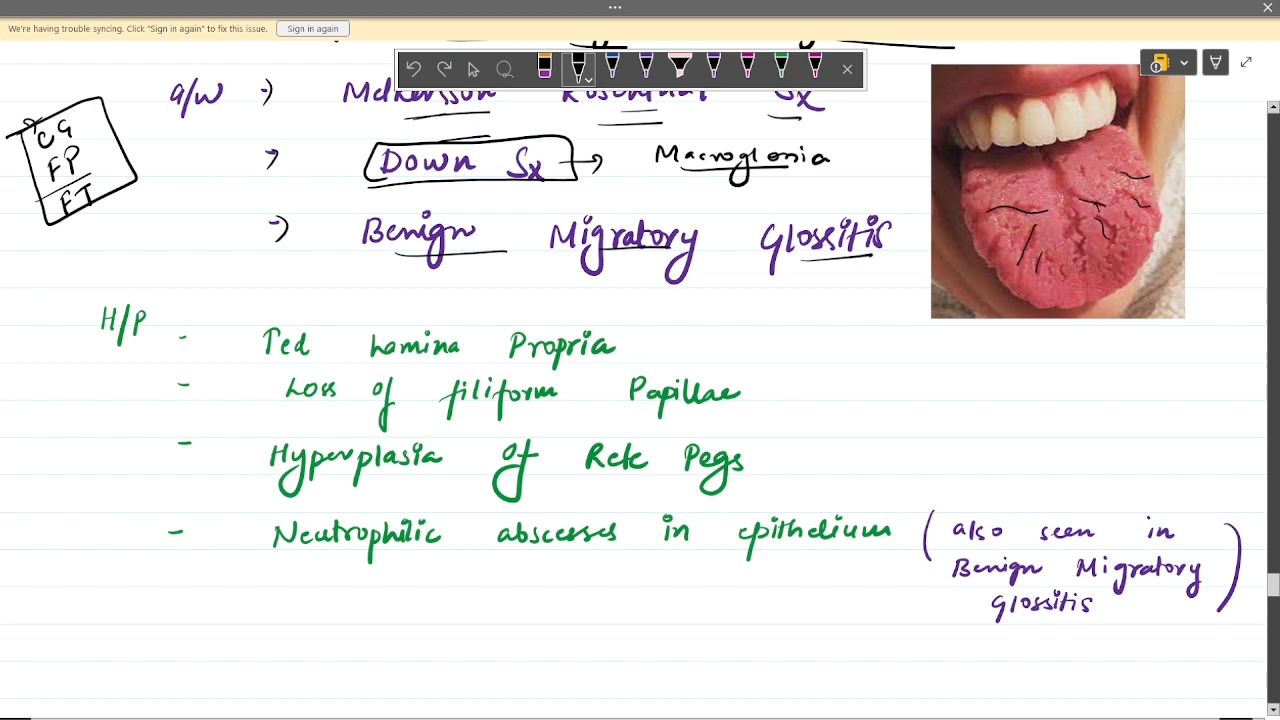 We're having trouble syncing. Click "Sign in again" to fix this issue. Sign in again
a/w → Melkersson Rosenthal Sx
CG
FP
FT
→ Down Sx → Macroglonia
→ Benign Migratory Glossitis
H/P
- ↑ed Lamina Propria
- Loss of filiform Papillae
- Hyperplasia of Rete Pegs
- Neutrophilic abscesses in epithelium ( also seen in
Benign Migratory
Glossitis )